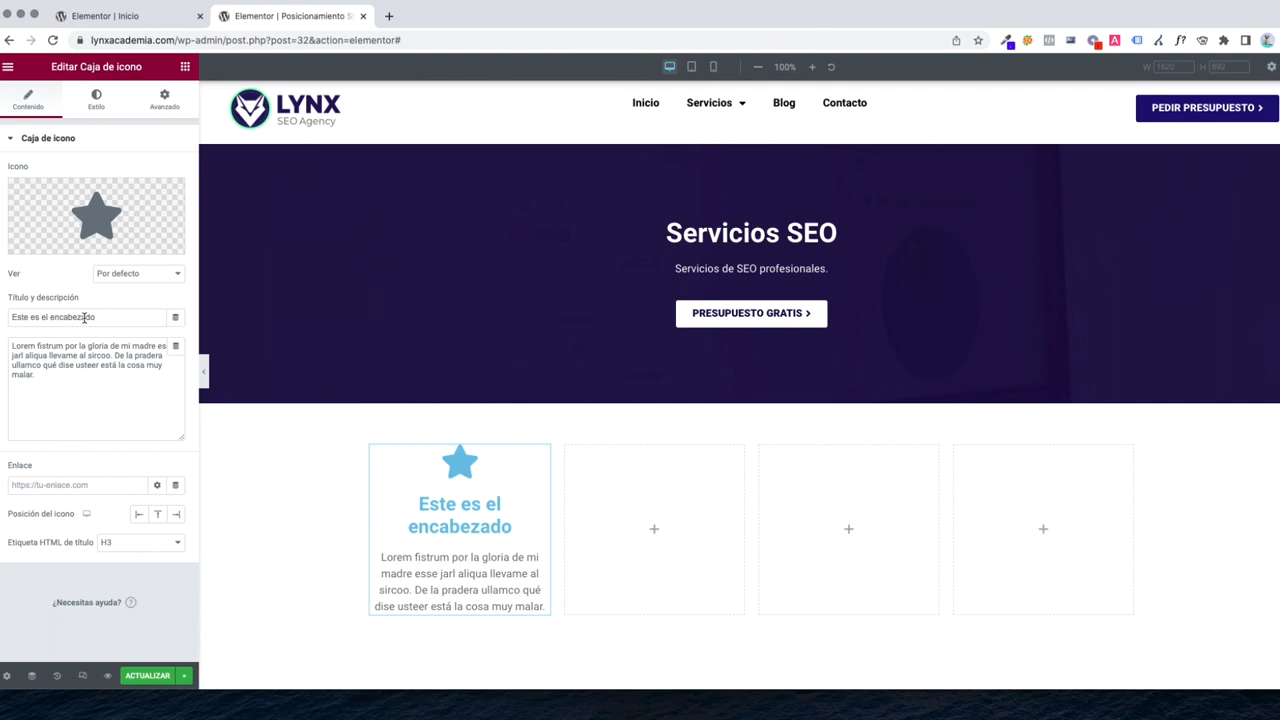 Elementor | Inicio
Elementor | Posicionamiento S
lynxacademia.com/wp-admin/post.php?post=32&action=elementor#
Editar Caja de icono
100%
W 1620 H 892
Contenido
Estilo
Avanzado
Caja de icono
Icono
Ver
Por defecto
Título y descripción
Este es el encabezado
Lorem fistrum por la gloria de mi madre es
jarl aliqua llevame al sircoo. De la pradera
ullamco qué dise usteer está la cosa muy
malar.
Enlace
https://tu-enlace.com
Posición del icono
Etiqueta HTML de título
H3
¿Necesitas ayuda?
ACTUALIZAR
LYNX
SEO Agency
Inicio
Servicios
Blog
Contacto
PEDIR PRESUPUESTO
Servicios SEO
Servicios de SEO profesionales.
PRESUPUESTO GRATIS
Este es el
encabezado
Lorem fistrum por la gloria de mi
madre esse jarl aliqua llevame al
sircoo. De la pradera ullamco qué
dise usteer está la cosa muy malar.